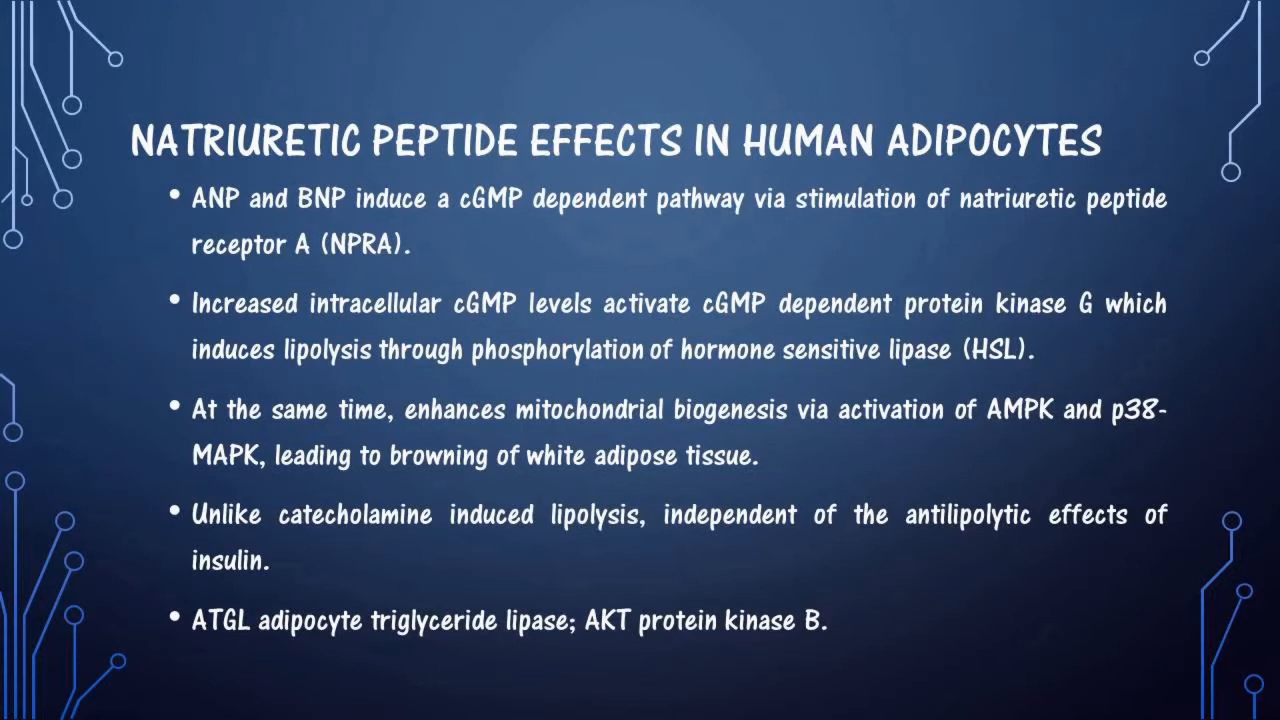 NATRIURETIC PEPTIDE EFFECTS IN HUMAN ADIPOCYTES
• ANP and BNP induce a cGMP dependent pathway via stimulation of natriuretic peptide
receptor A (NPRA).
• Increased intracellular cGMP levels activate cGMP dependent protein kinase G which
induces lipolysis through phosphorylation of hormone sensitive lipase (HSL).
• At the same time, enhances mitochondrial biogenesis via activation of AMPK and p38-
MAPK, leading to browning of white adipose tissue.
• Unlike catecholamine induced lipolysis, independent of the antilipolytic effects of
insulin.
• ATGL adipocyte triglyceride lipase; AKT protein kinase B.